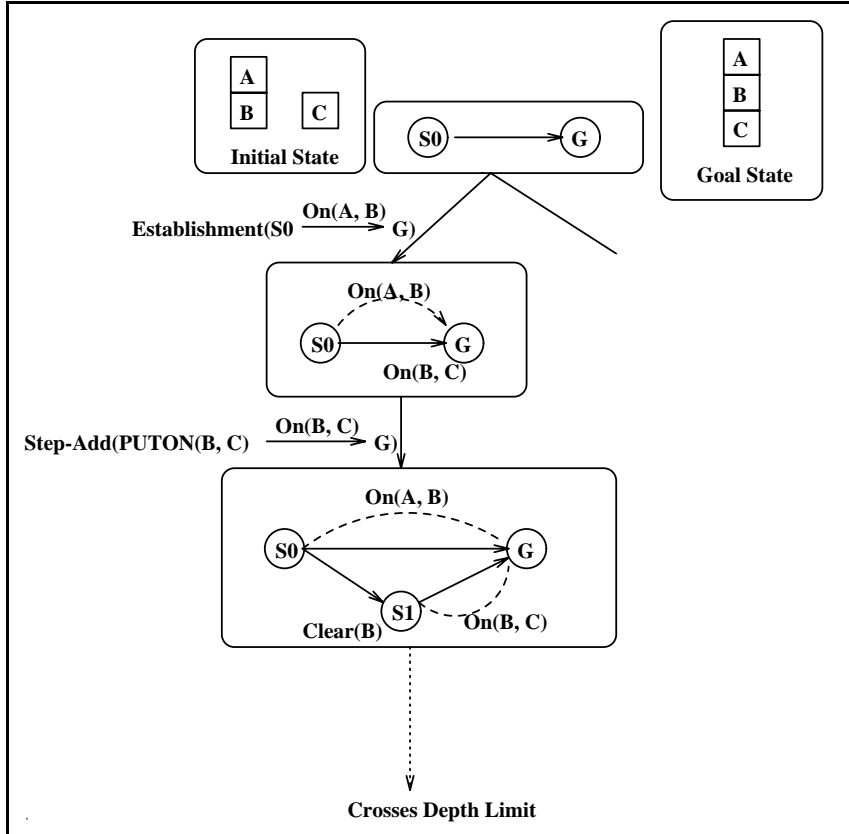 A
B
C
Initial State
S0
G
A
B
C
Goal State
Establishment(S0 On(A, B) G)
On(A, B)
S0
G
On(B, C)
Step-Add(PUTON(B, C) On(B, C) G)
On(A, B)
S0
G
S1
Clear(B)
On(B, C)
Crosses Depth Limit